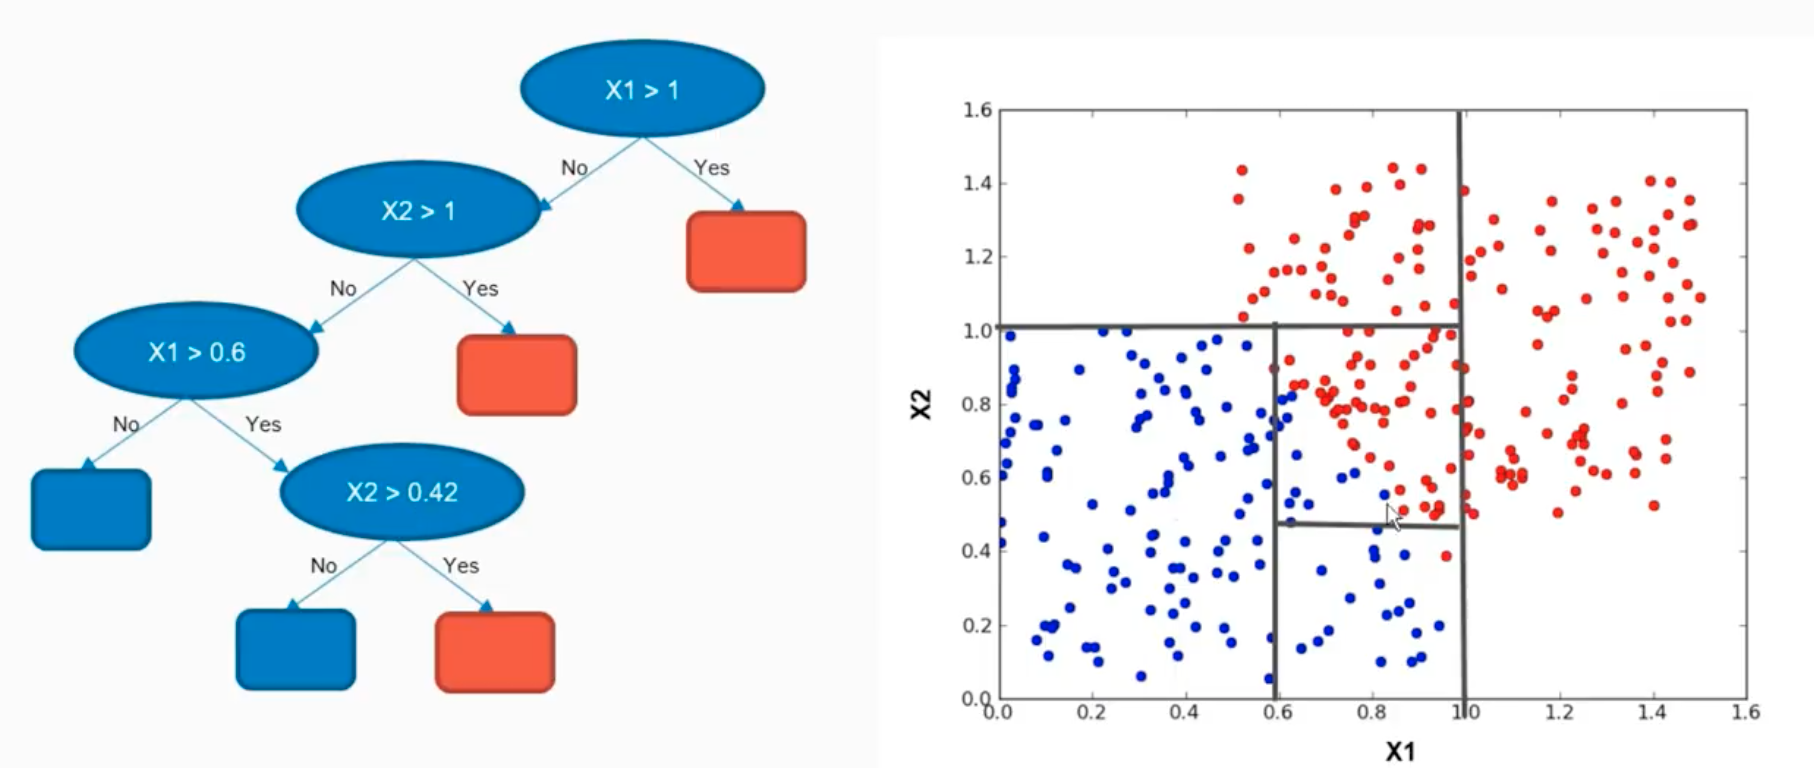 X1 > 1
No
Yes
X2 > 1
No
Yes
X1 > 0.6
No
Yes
X2 > 0.42
No
Yes
1.6
1.4
1.2
1.0
0.8
0.6
0.4
0.2
0.0
X2
0.0 0.2 0.4 0.6 0.8 1.0 1.2 1.4 1.6
X1